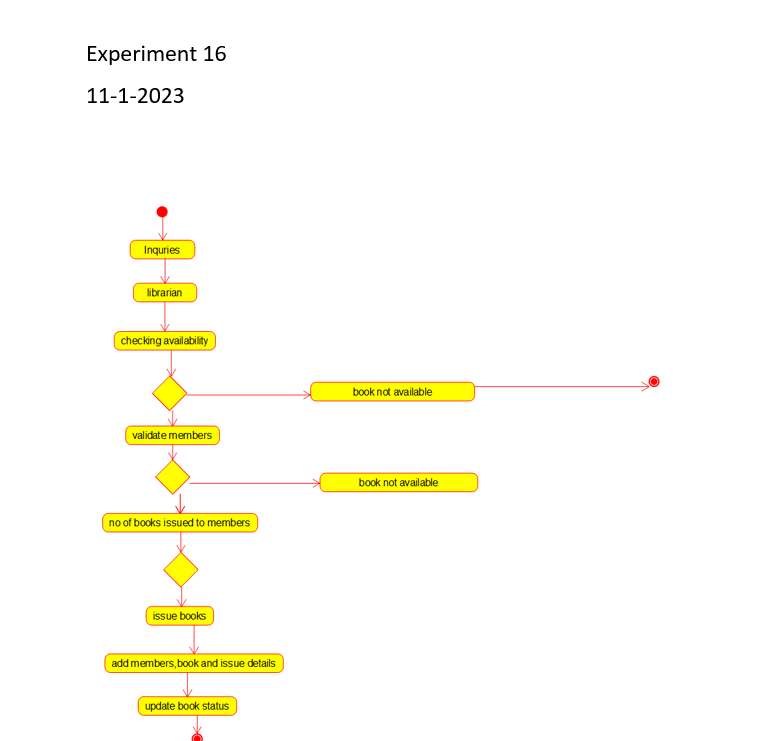 Experiment 16
11-1-2023
Inquries
librarian
checking availability
book not available
validate members
book not available
no of books issued to members
issue books
add members,book and issue details
update book status